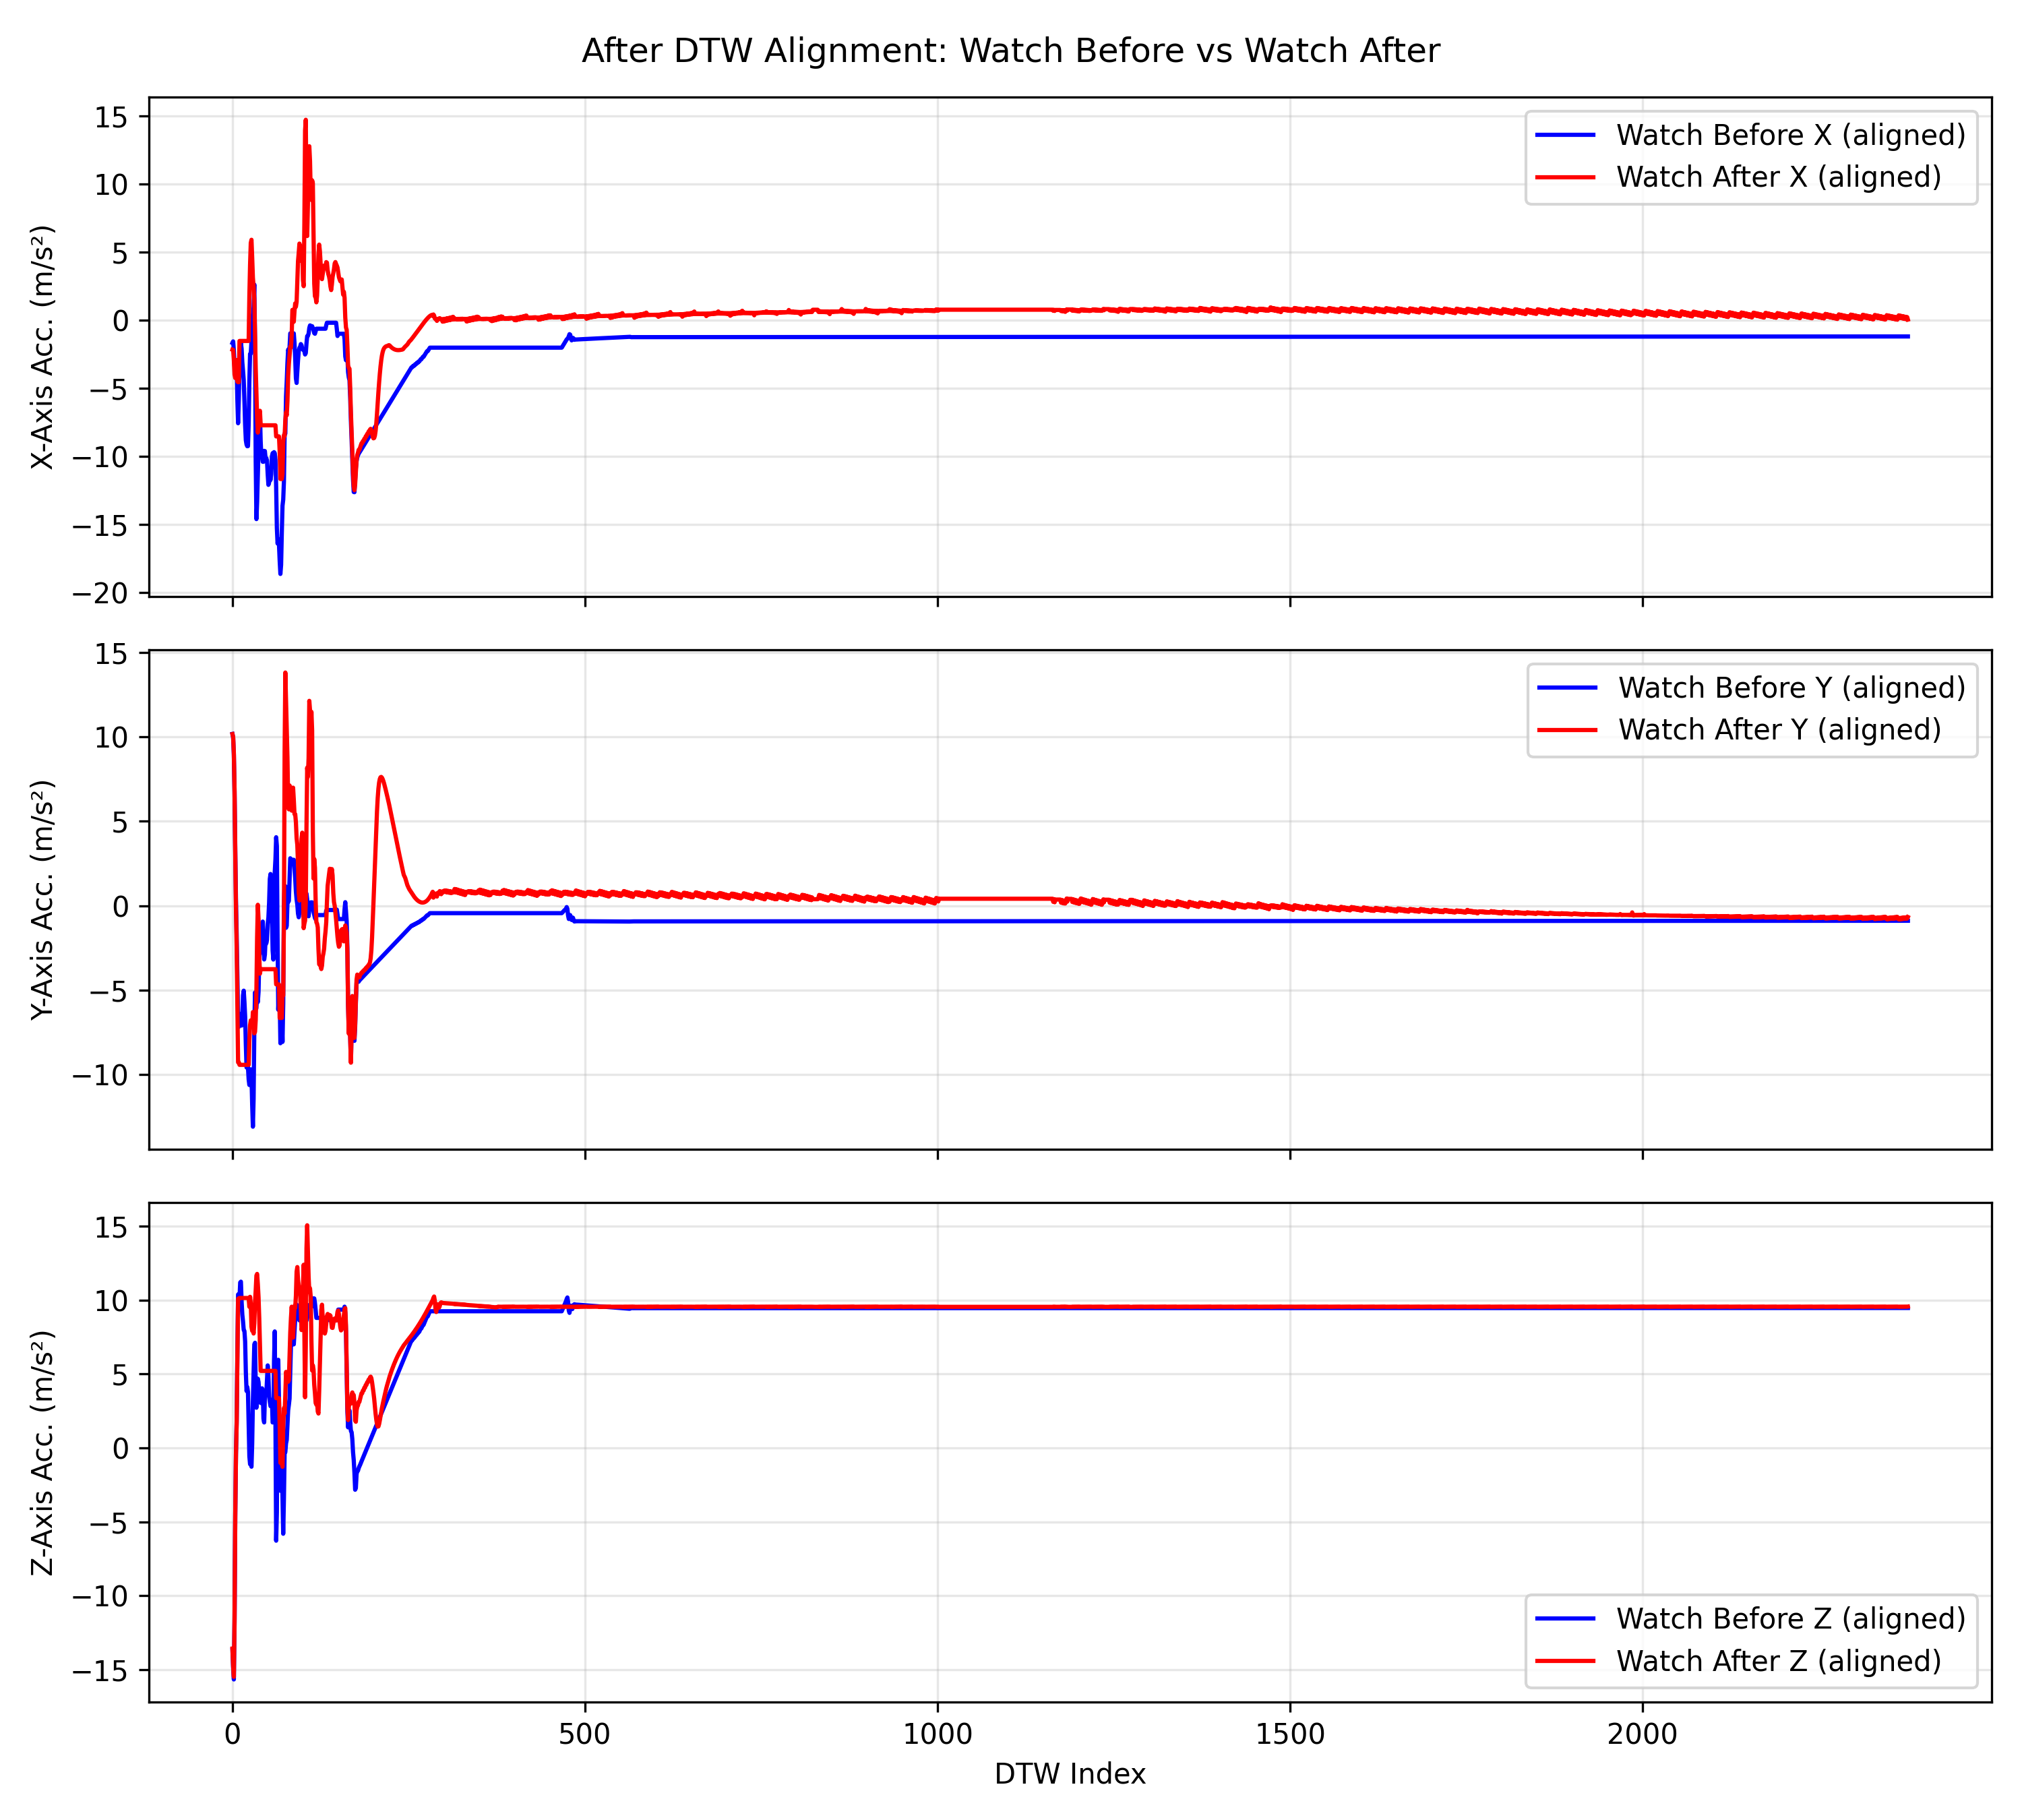 After DTW Alignment: Watch Before vs Watch After
15
10
5
0
−5
−10
−15
−20
X-Axis Acc. (m/s²)
Watch Before X (aligned)
Watch After X (aligned)
15
10
5
0
−5
−10
Y-Axis Acc. (m/s²)
Watch Before Y (aligned)
Watch After Y (aligned)
15
10
5
0
−5
−10
−15
Z-Axis Acc. (m/s²)
Watch Before Z (aligned)
Watch After Z (aligned)
0 500 1000 1500 2000
DTW Index